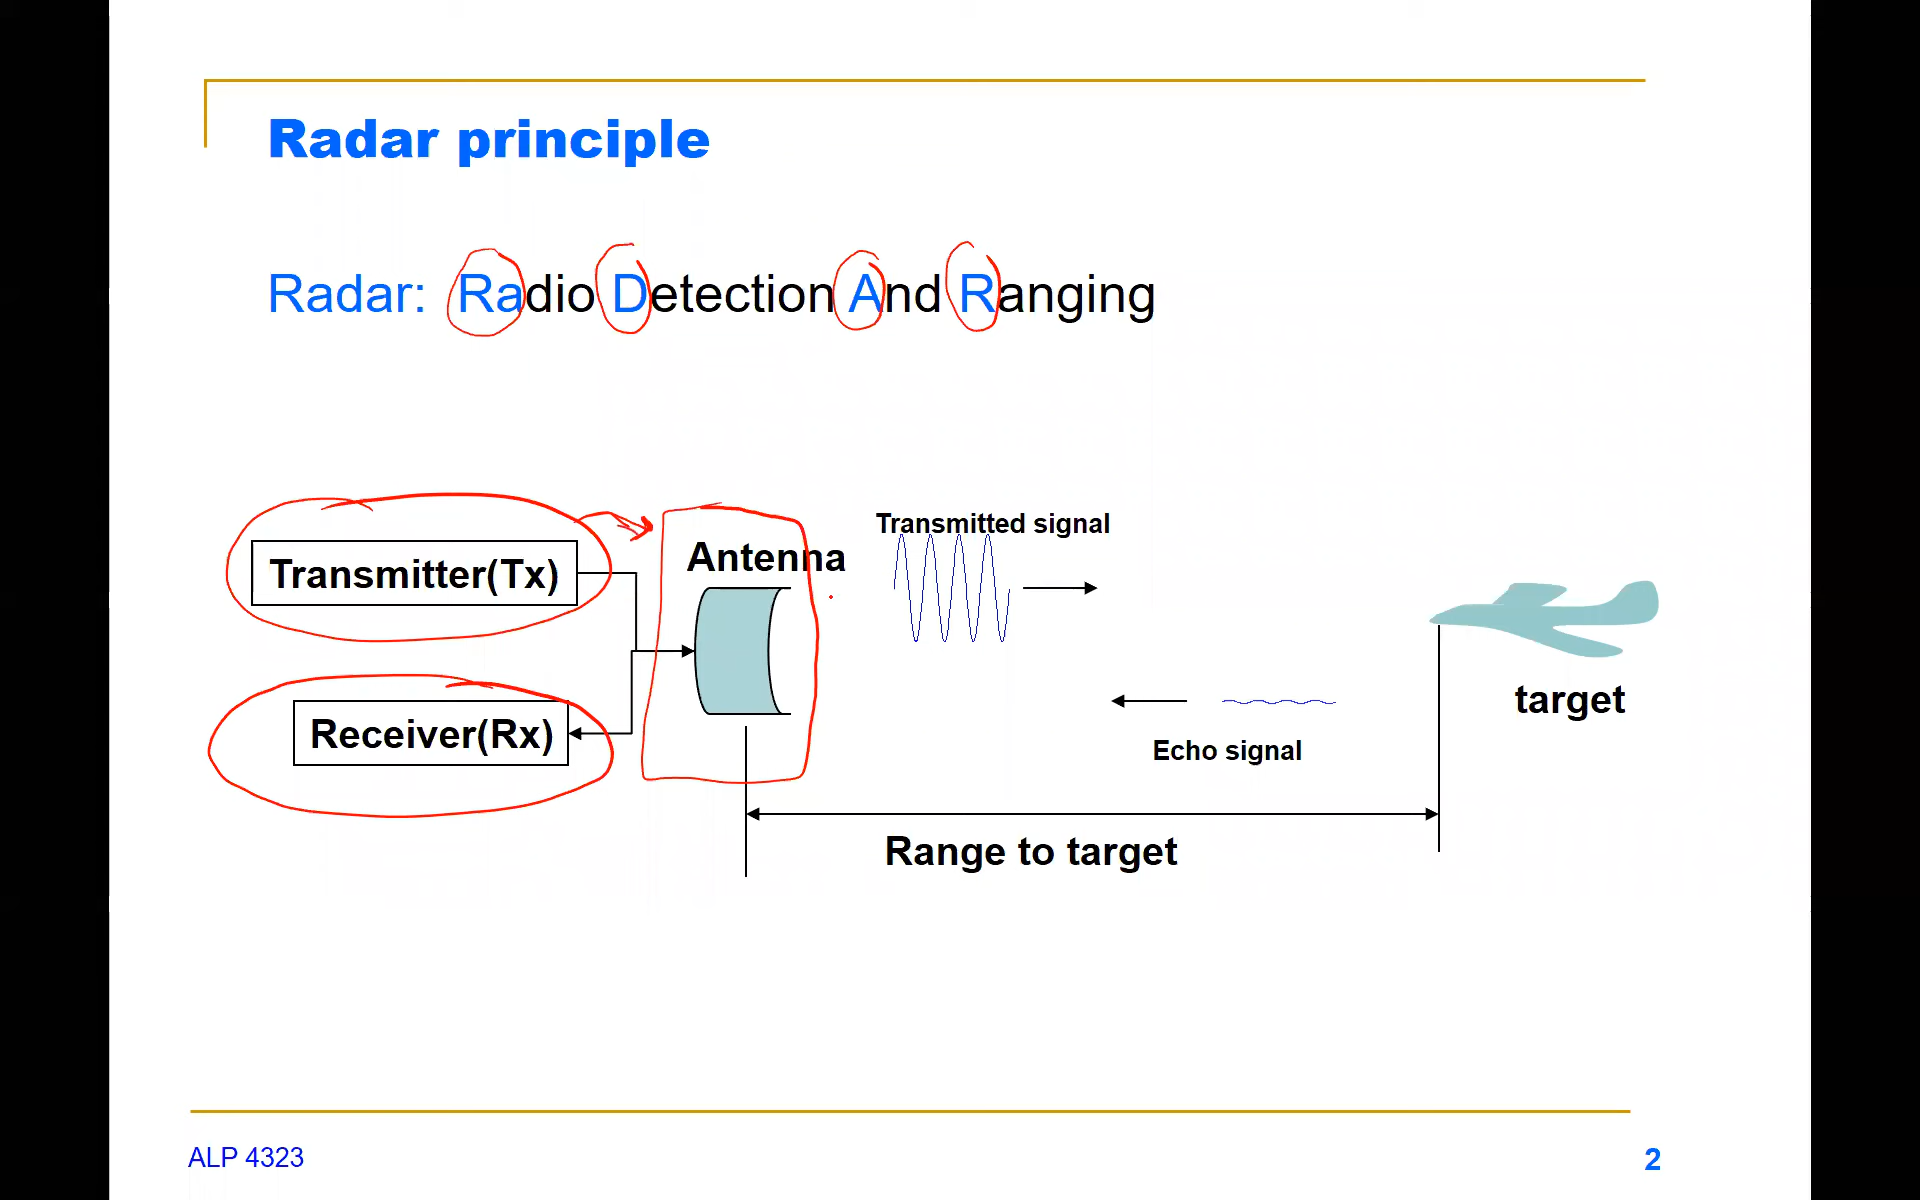 Radar principle
Radar: Radio Detection And Ranging
Transmitted signal
Antenna
Transmitter(Tx)
target
Receiver(Rx)
Echo signal
Range to target
ALP 4323
2